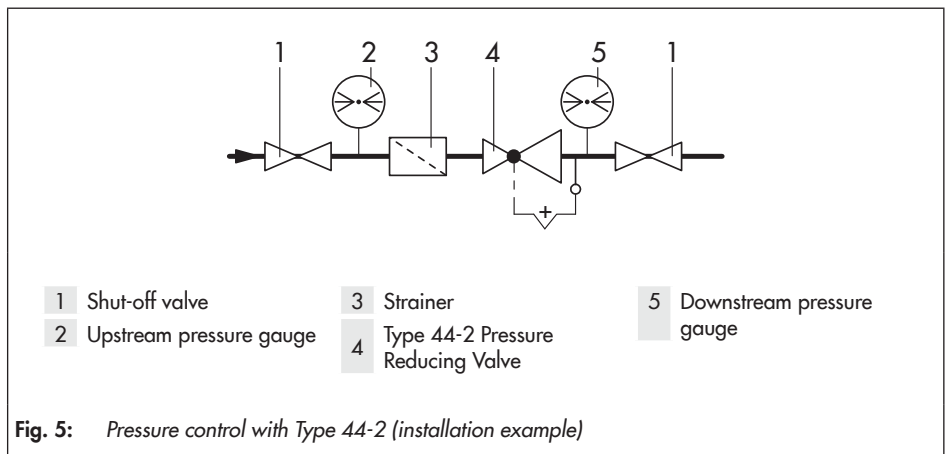 1 2 3 4 5 1
+
1 Shut-off valve
2 Upstream pressure gauge
3 Strainer
4 Type 44-2 Pressure
Reducing Valve
5 Downstream pressure
gauge
Fig. 5: Pressure control with Type 44-2 (installation example)